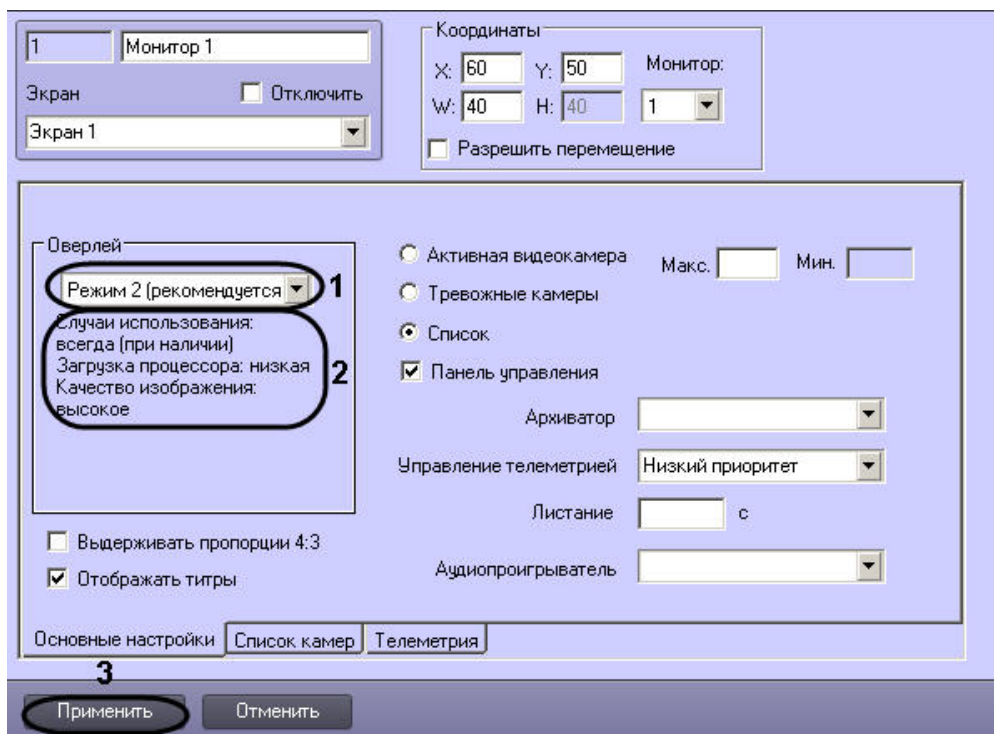 1 Монитор 1
Экран Отключить
Экран 1
Координаты
X: 60 Y: 50 Монитор:
W: 40 H: 40 1
Разрешить перемещение
Оверлей
Режим 2 (рекомендуется 1
Случаи использования:
всегда (при наличии)
Загрузка процессора: низкая
Качество изображения:
высокое
2
Выдерживать пропорции 4:3
Отображать титры
Активная видеокамера Макс. Мин.
Тревожные камеры
Список
Панель управления
Архиватор
Управление телеметрией Низкий приоритет
Листание с
Аудиопроигрыватель
Основные настройки Список камер Телеметрия
3
Применить Отменить